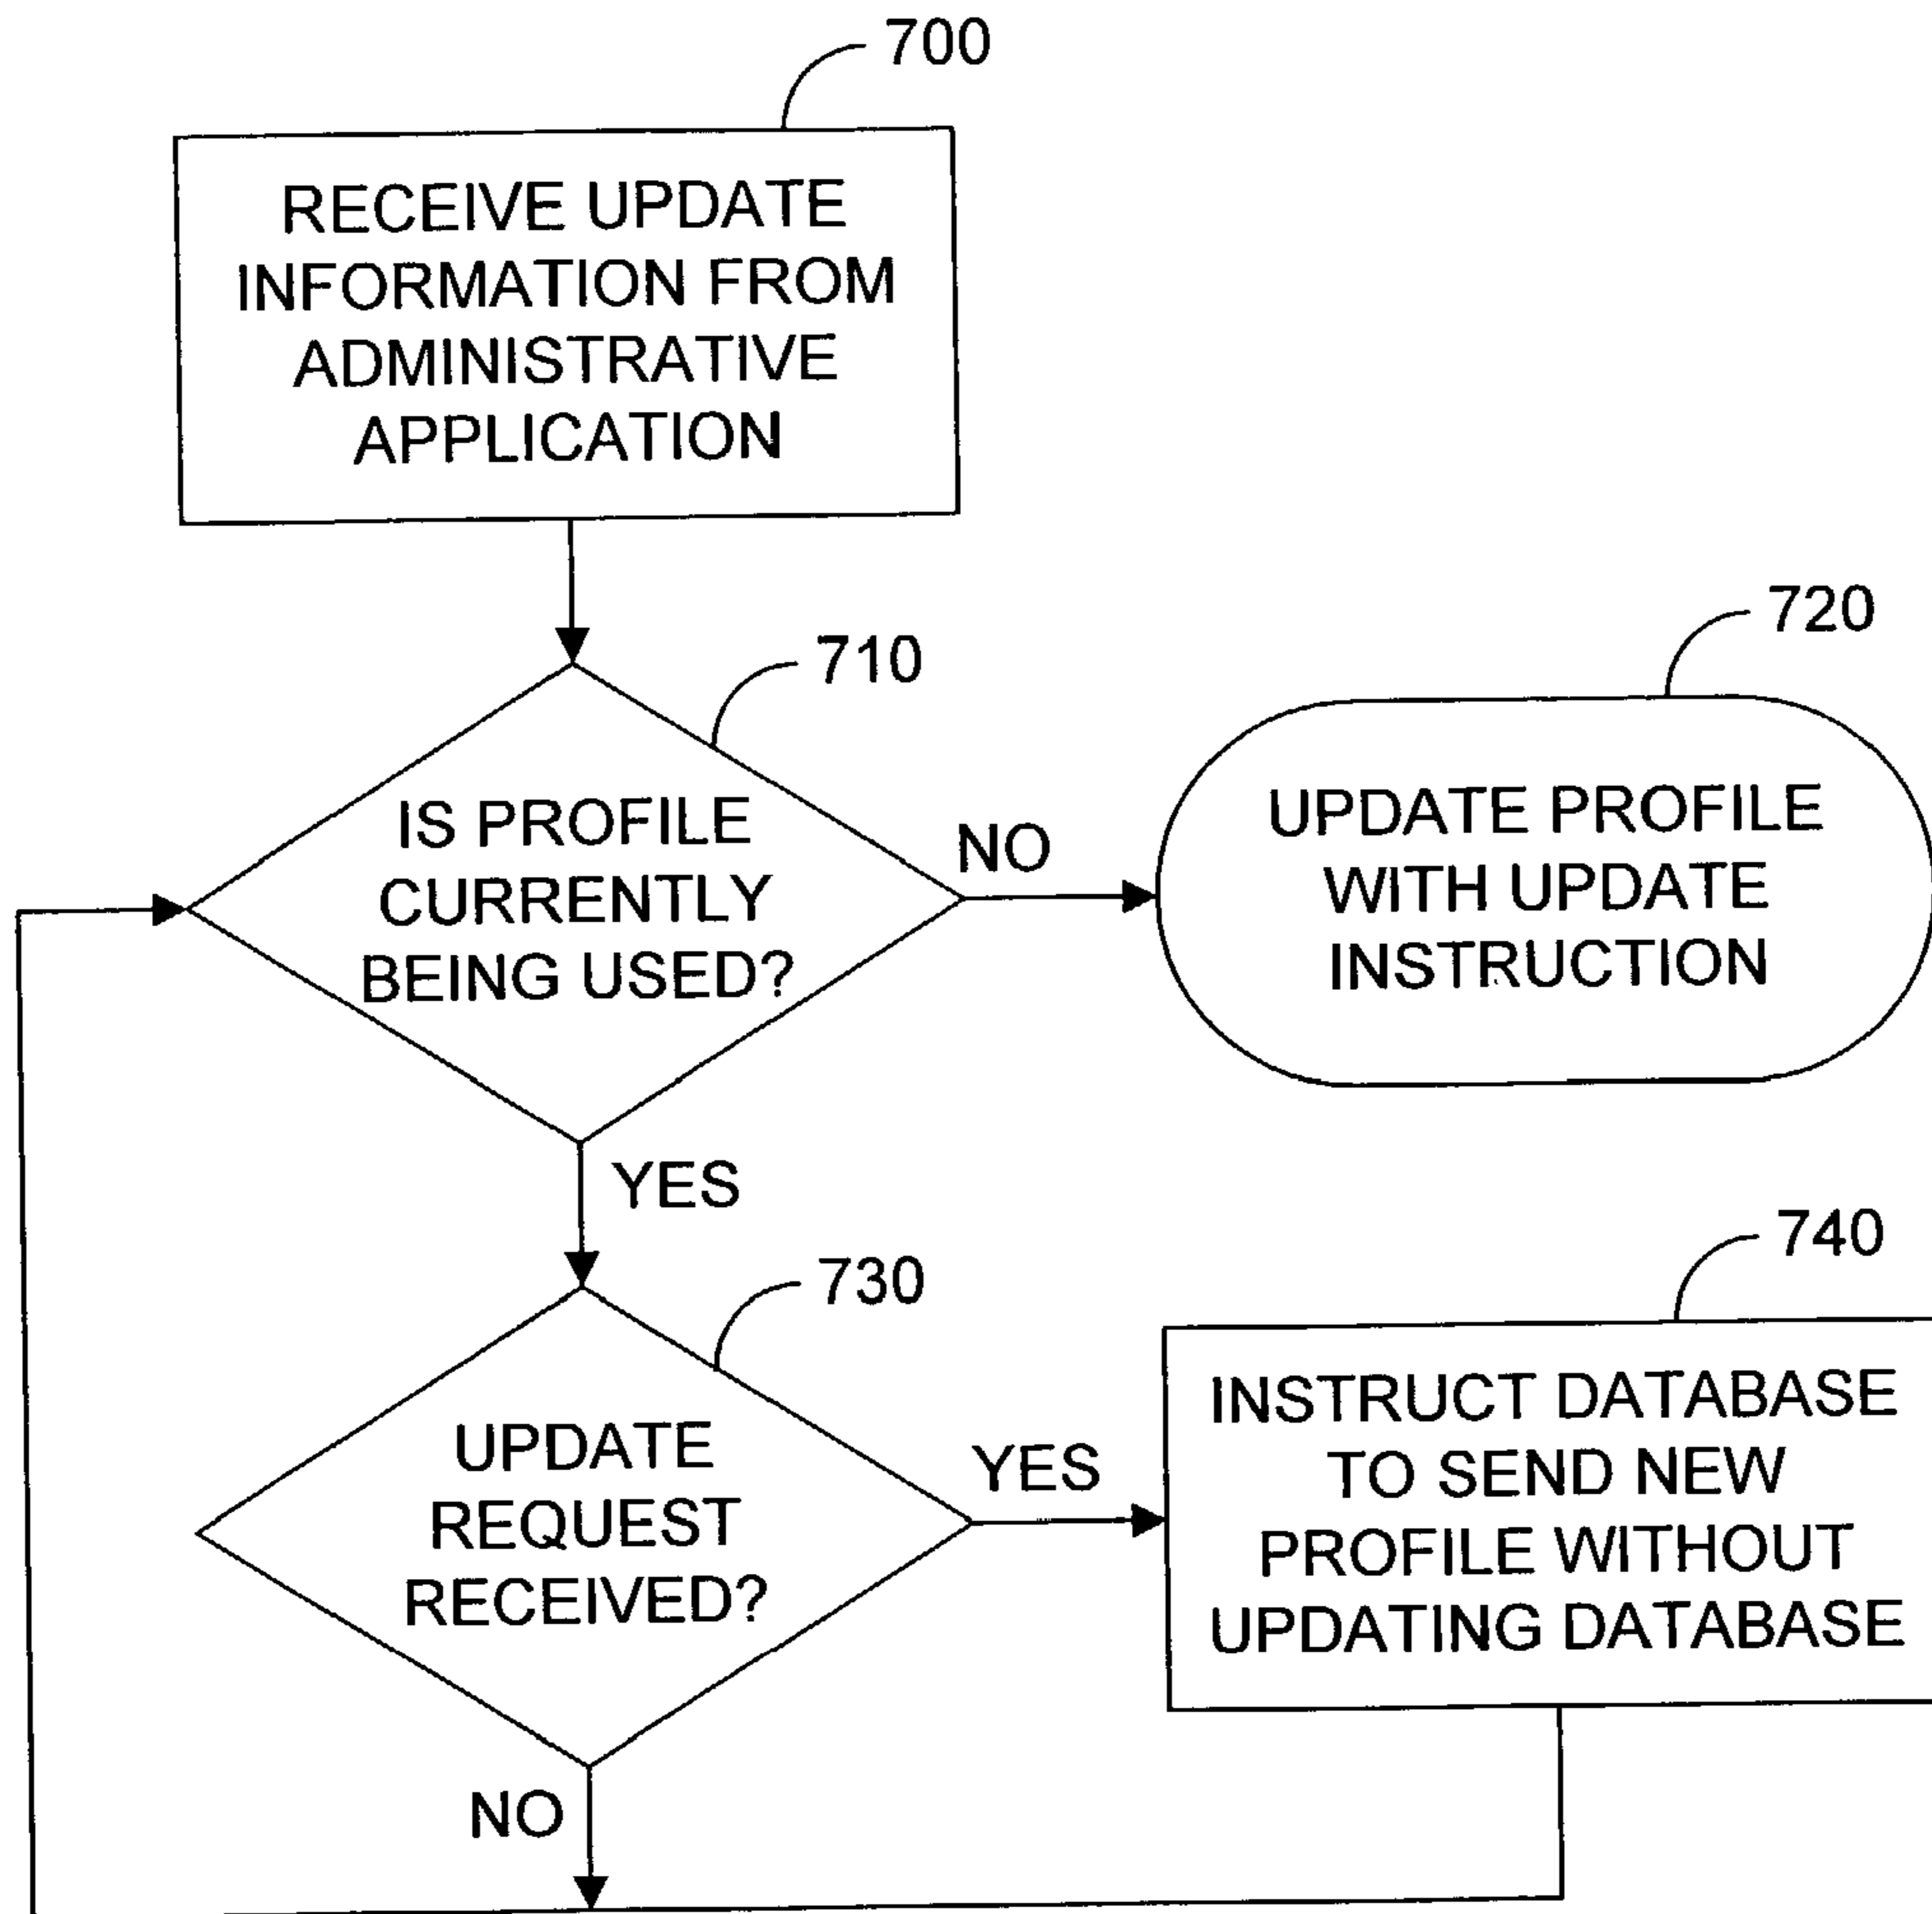 700
RECEIVE UPDATE
INFORMATION FROM
ADMINISTRATIVE
APPLICATION
710
IS PROFILE
CURRENTLY
BEING USED?
NO
720
UPDATE PROFILE
WITH UPDATE
INSTRUCTION
YES
730
UPDATE
REQUEST
RECEIVED?
YES
740
INSTRUCT DATABASE
TO SEND NEW
PROFILE WITHOUT
UPDATING DATABASE
NO